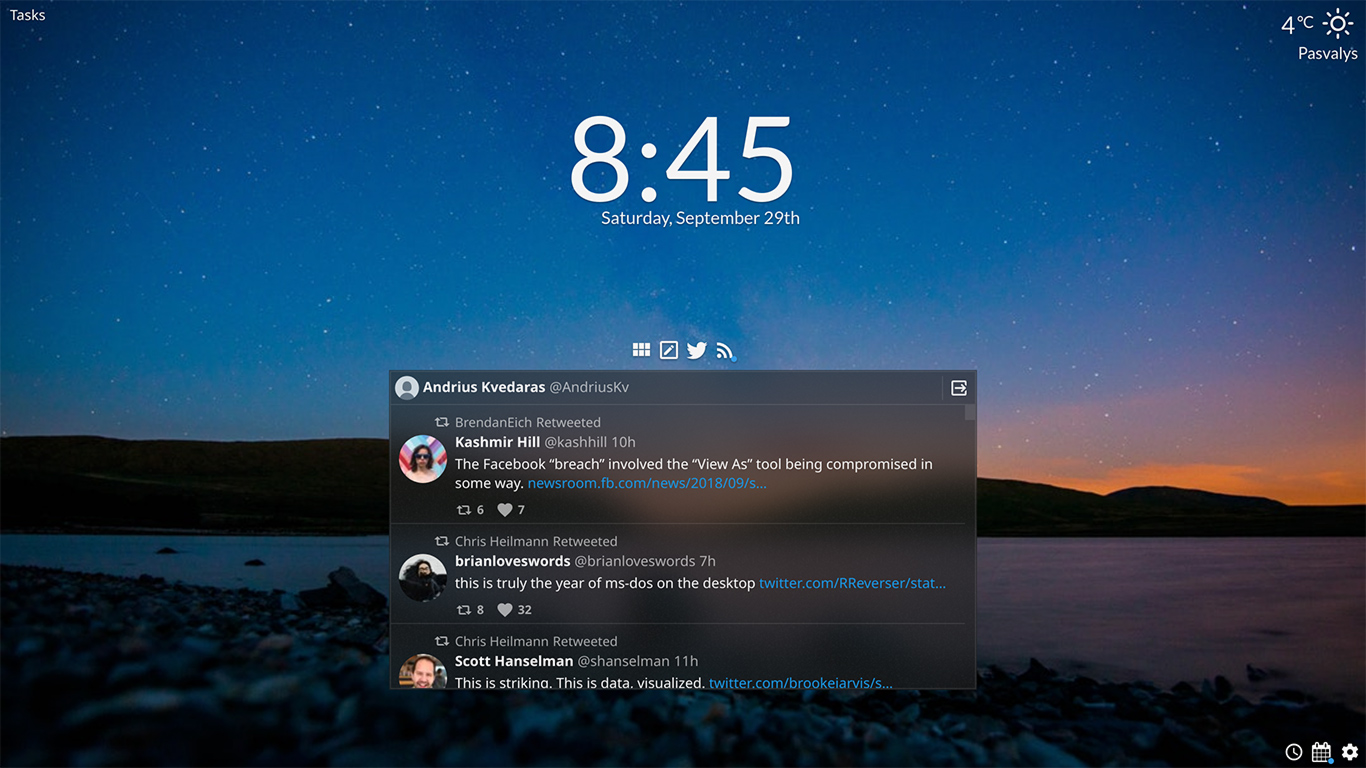 Tasks
4°C
Pasvalys
8:45
Saturday, September 29th
Andrius Kvedaras @AndriusKv
BrendanEich Retweeted
Kashmir Hill @kashhill 10h
The Facebook “breach” involved the “View As” tool being compromised in
some way. newsroom.fb.com/news/2018/09/s...
6 7
Chris Heilmann Retweeted
brianloveswords @brianloveswords 7h
this is truly the year of ms-dos on the desktop twitter.com/RReverser/stat...
8 32
Chris Heilmann Retweeted
Scott Hanselman @shanselman 11h
This is striking. This is data, visualized. twitter.com/brookejarvis/s...